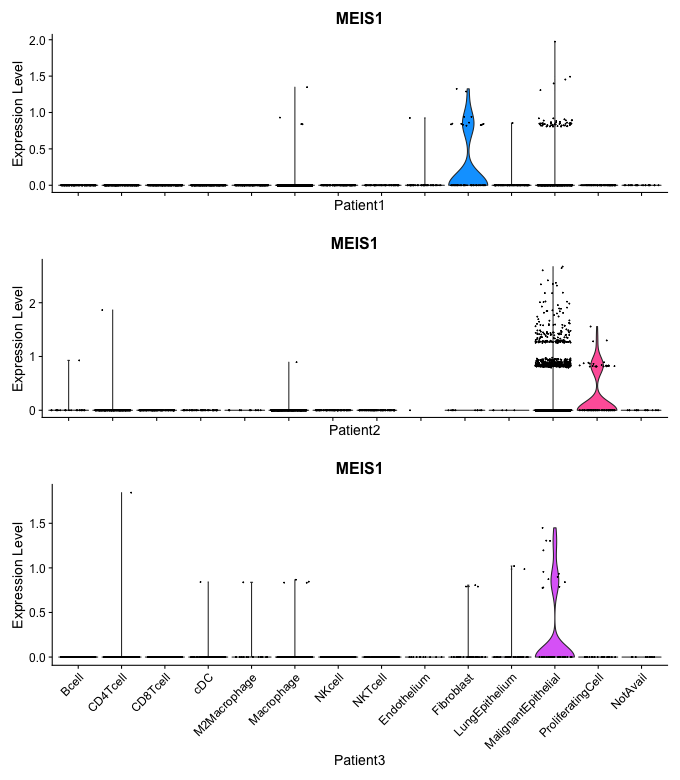 MEIS1
Expression Level
2.0
1.5
1.0
0.5
0.0
Patient1
MEIS1
Expression Level
2
1
0
Patient2
MEIS1
Expression Level
1.5
1.0
0.5
0.0
Bcell
CD4Tcell
CD8Tcell
cDC
M2Macrophage
Macrophage
NKcell
NKTcell
Endothelium
Fibroblast
LungEpithelium
MalignantEpithelial
ProliferatingCell
NotAvail
Patient3